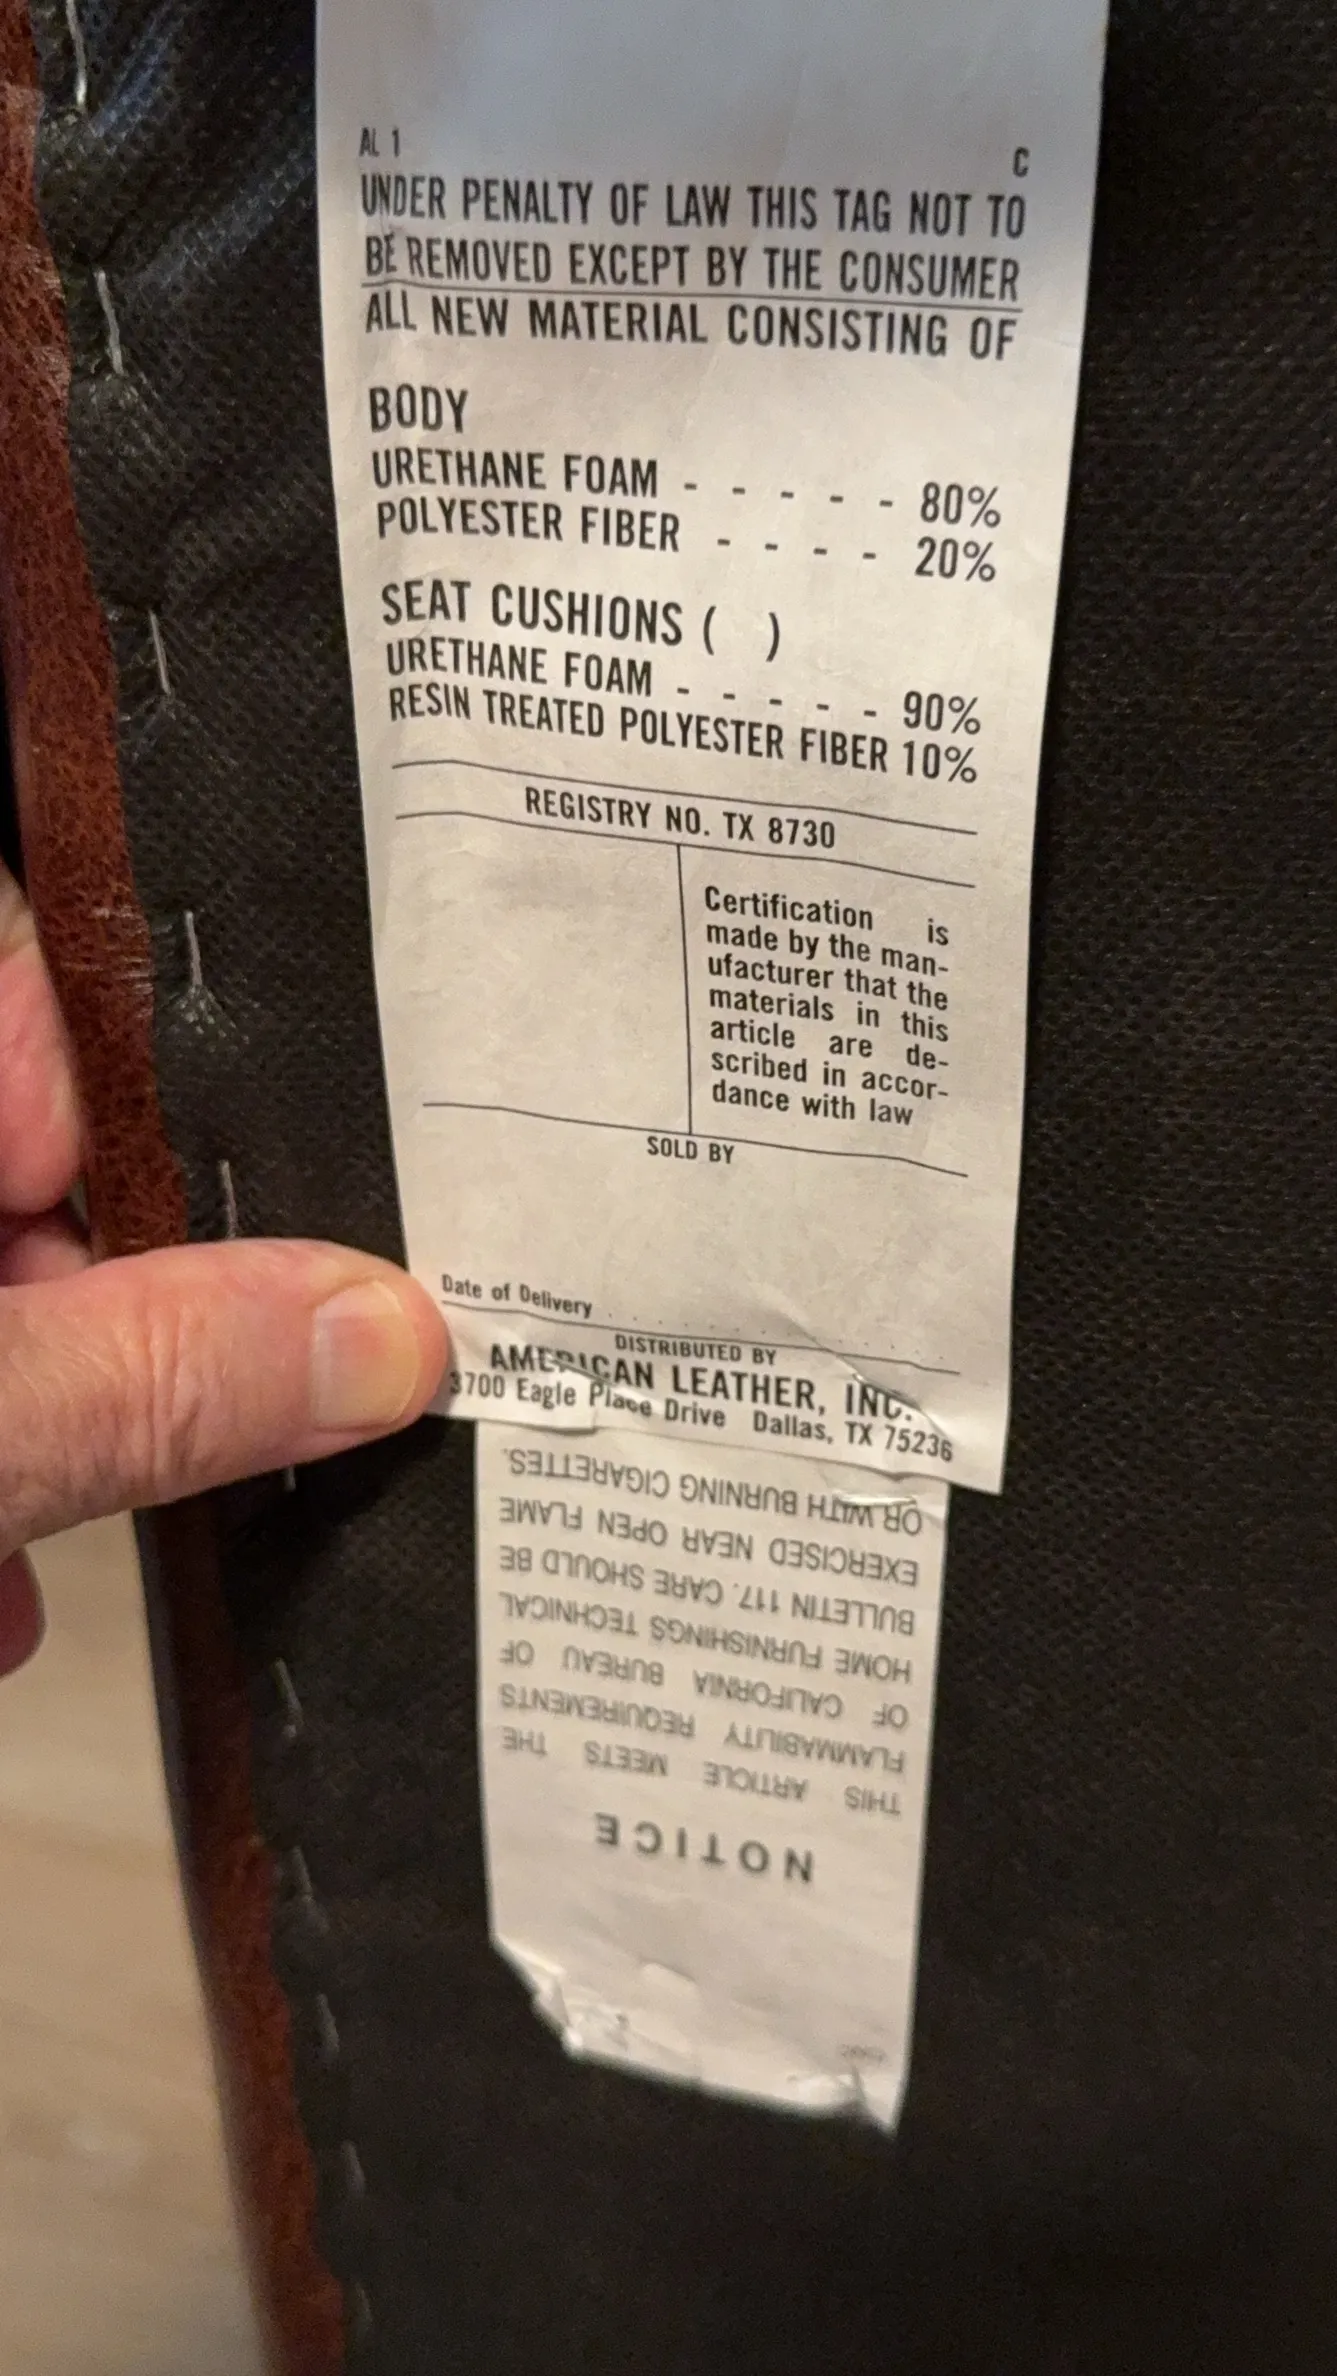 AL 1
C
UNDER PENALTY OF LAW THIS TAG NOT TO
BE REMOVED EXCEPT BY THE CONSUMER
ALL NEW MATERIAL CONSISTING OF
BODY
URETHANE FOAM - - - - - 80%
POLYESTER FIBER - - - - 20%
SEAT CUSHIONS ( )
URETHANE FOAM - - - - - 90%
RESIN TREATED POLYESTER FIBER 10%
REGISTRY NO. TX 8730
Certification is
made by the man-
ufacturer that the
materials in this
article are de-
scribed in accor-
dance with law
SOLD BY
Date of Delivery
DISTRIBUTED BY
AMERICAN LEATHER, INC.
3700 Eagle Place Drive Dallas, TX 75236
NOTICE
THIS ARTICLE MEETS THE
FLAMMABILITY REQUIREMENTS
OF CALIFORNIA BUREAU OF
HOME FURNISHINGS TECHNICAL
BULLETIN 117. CARE SHOULD BE
EXERCISED NEAR OPEN FLAME
OR WITH BURNING CIGARETTES.